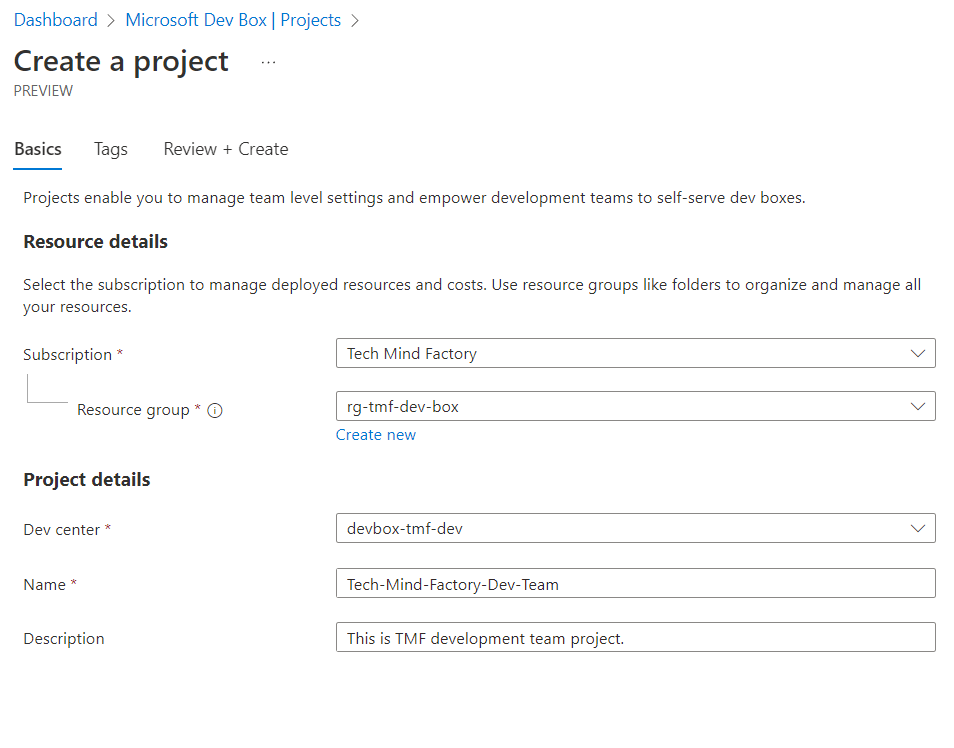 Dashboard > Microsoft Dev Box | Projects >
Create a project ...
PREVIEW
Basics Tags Review + Create
Projects enable you to manage team level settings and empower development teams to self-serve dev boxes.
Resource details
Select the subscription to manage deployed resources and costs. Use resource groups like folders to organize and manage all
your resources.
Subscription * Tech Mind Factory
Resource group * rg-tmf-dev-box
Create new
Project details
Dev center * devbox-tmf-dev
Name * Tech-Mind-Factory-Dev-Team
Description This is TMF development team project.